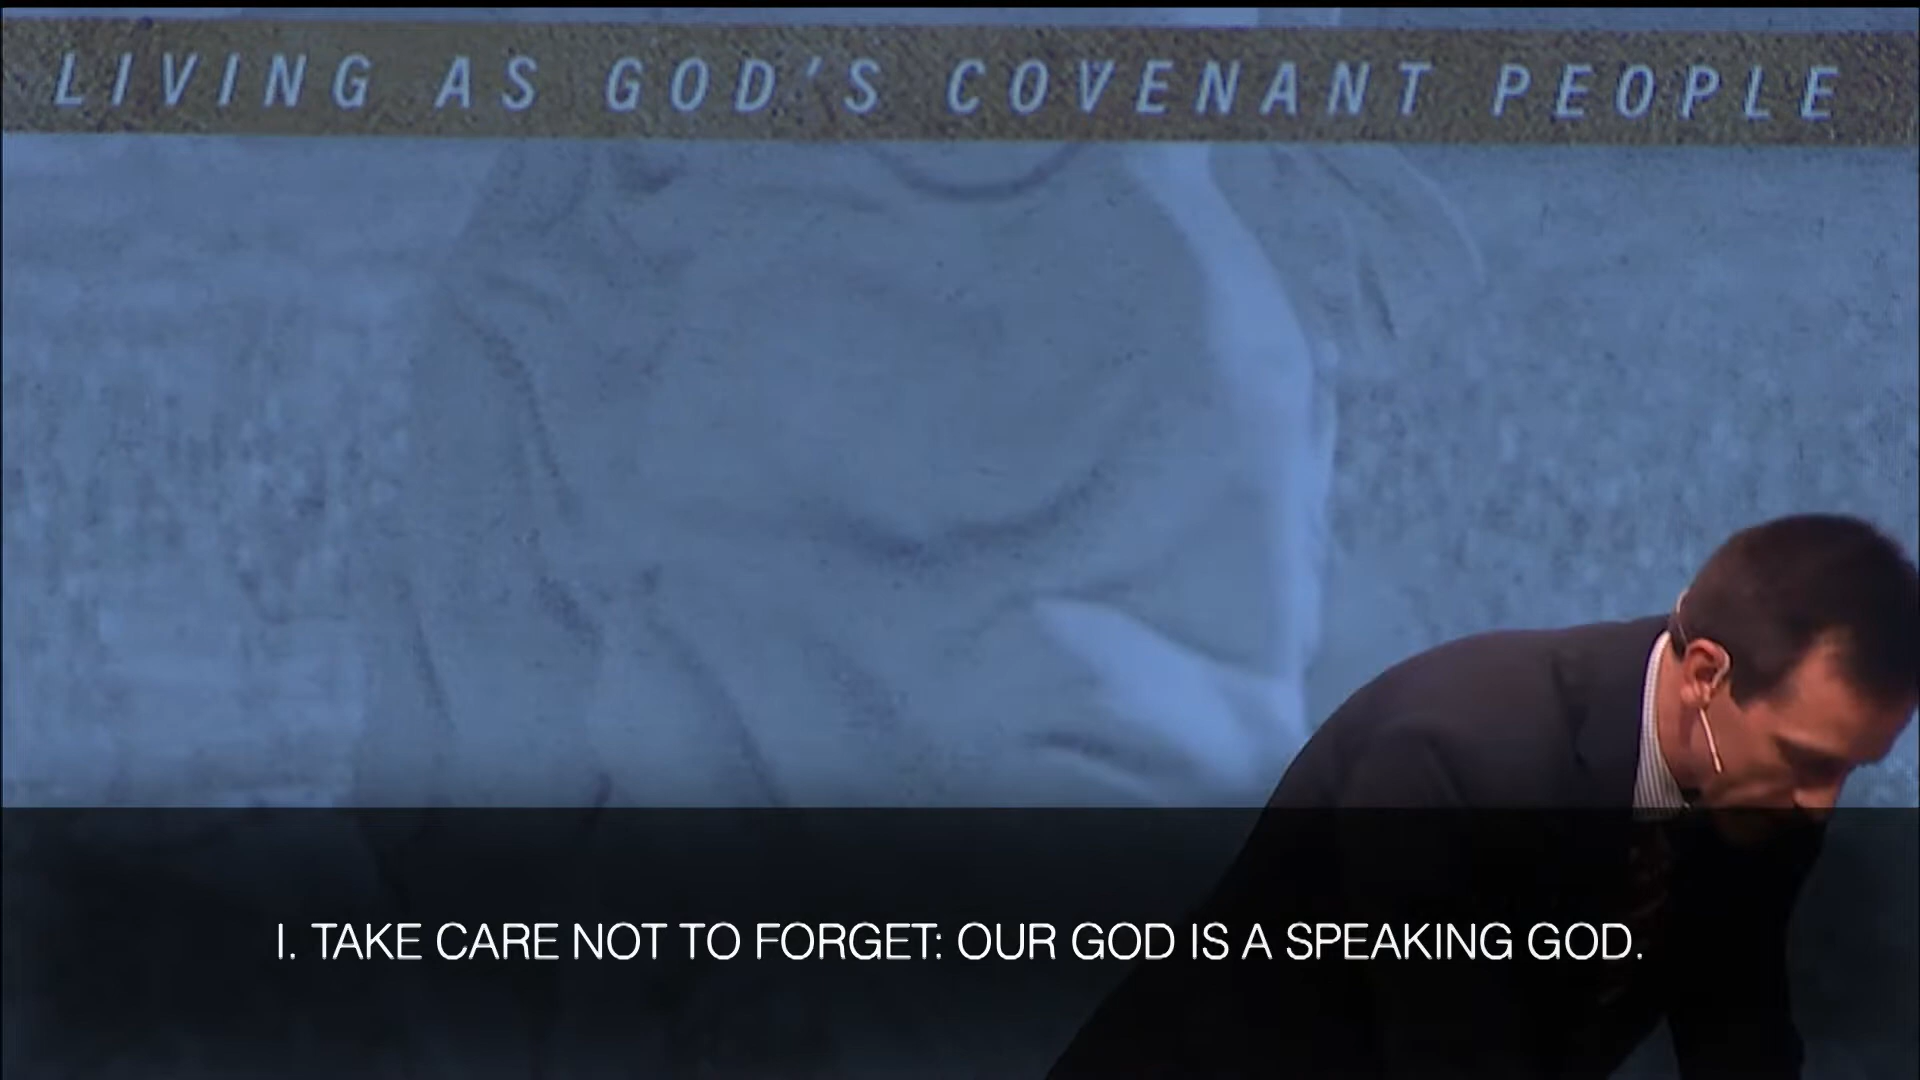 LIVING AS GOD'S COVENANT PEOPLE
I. TAKE CARE NOT TO FORGET: OUR GOD IS A SPEAKING GOD.